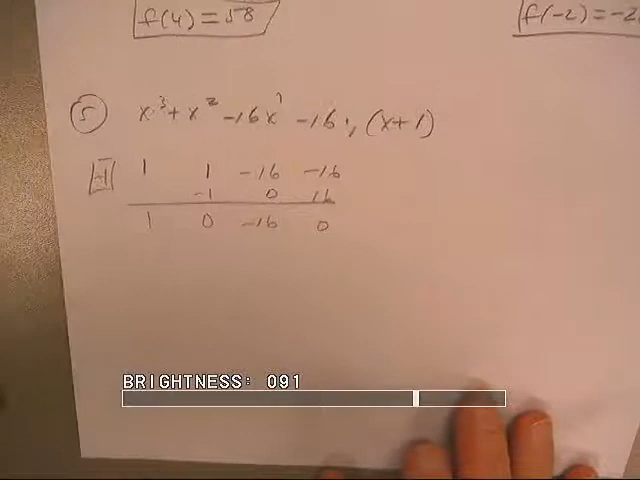 f(4) = 58
f(-2) = -2
5 x³ + x² - 16x¹ - 16; (x+1)
-1 1 1 -16 -16
-1 0 16
1 0 -16 0
BRIGHTNESS: 091